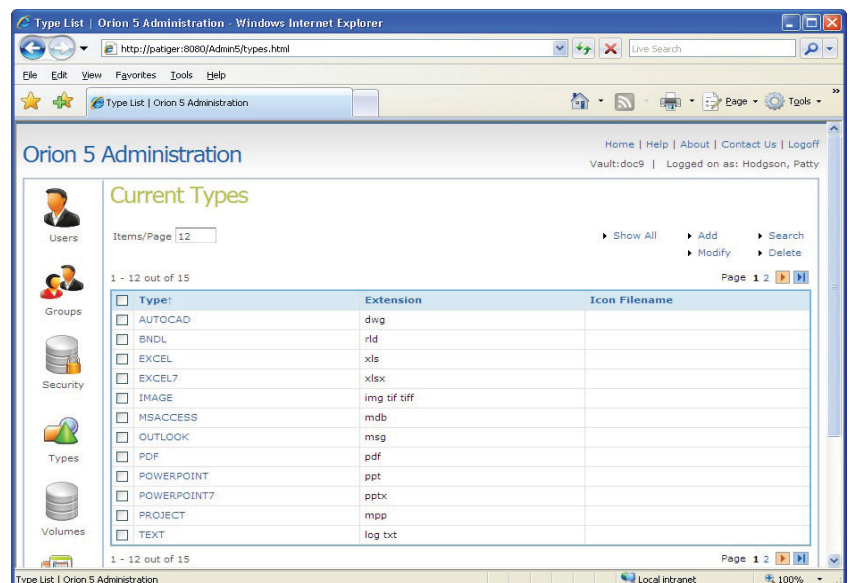 Type List | Orion 5 Administration - Windows Internet Explorer
http://patiger:8080/Admin5/types.html
Live Search
File Edit View Favorites Tools Help
Type List | Orion 5 Administration
Page Tools
Orion 5 Administration
Home | Help | About | Contact Us | Logoff
Vault:doc9 | Logged on as: Hodgson, Patty
Users
Groups
Security
Types
Volumes
Current Types
Items/Page 12
Show All Add Search
Modify Delete
1 - 12 out of 15 Page 1 2
Type↑ Extension Icon Filename
AUTOCAD dwg
BNDL rld
EXCEL xls
EXCEL7 xlsx
IMAGE img tif tiff
MSACCESS mdb
OUTLOOK msg
PDF pdf
POWERPOINT ppt
POWERPOINT7 pptx
PROJECT mpp
TEXT log txt
1 - 12 out of 15 Page 1 2
Type List | Orion 5 Administration Local intranet 100%